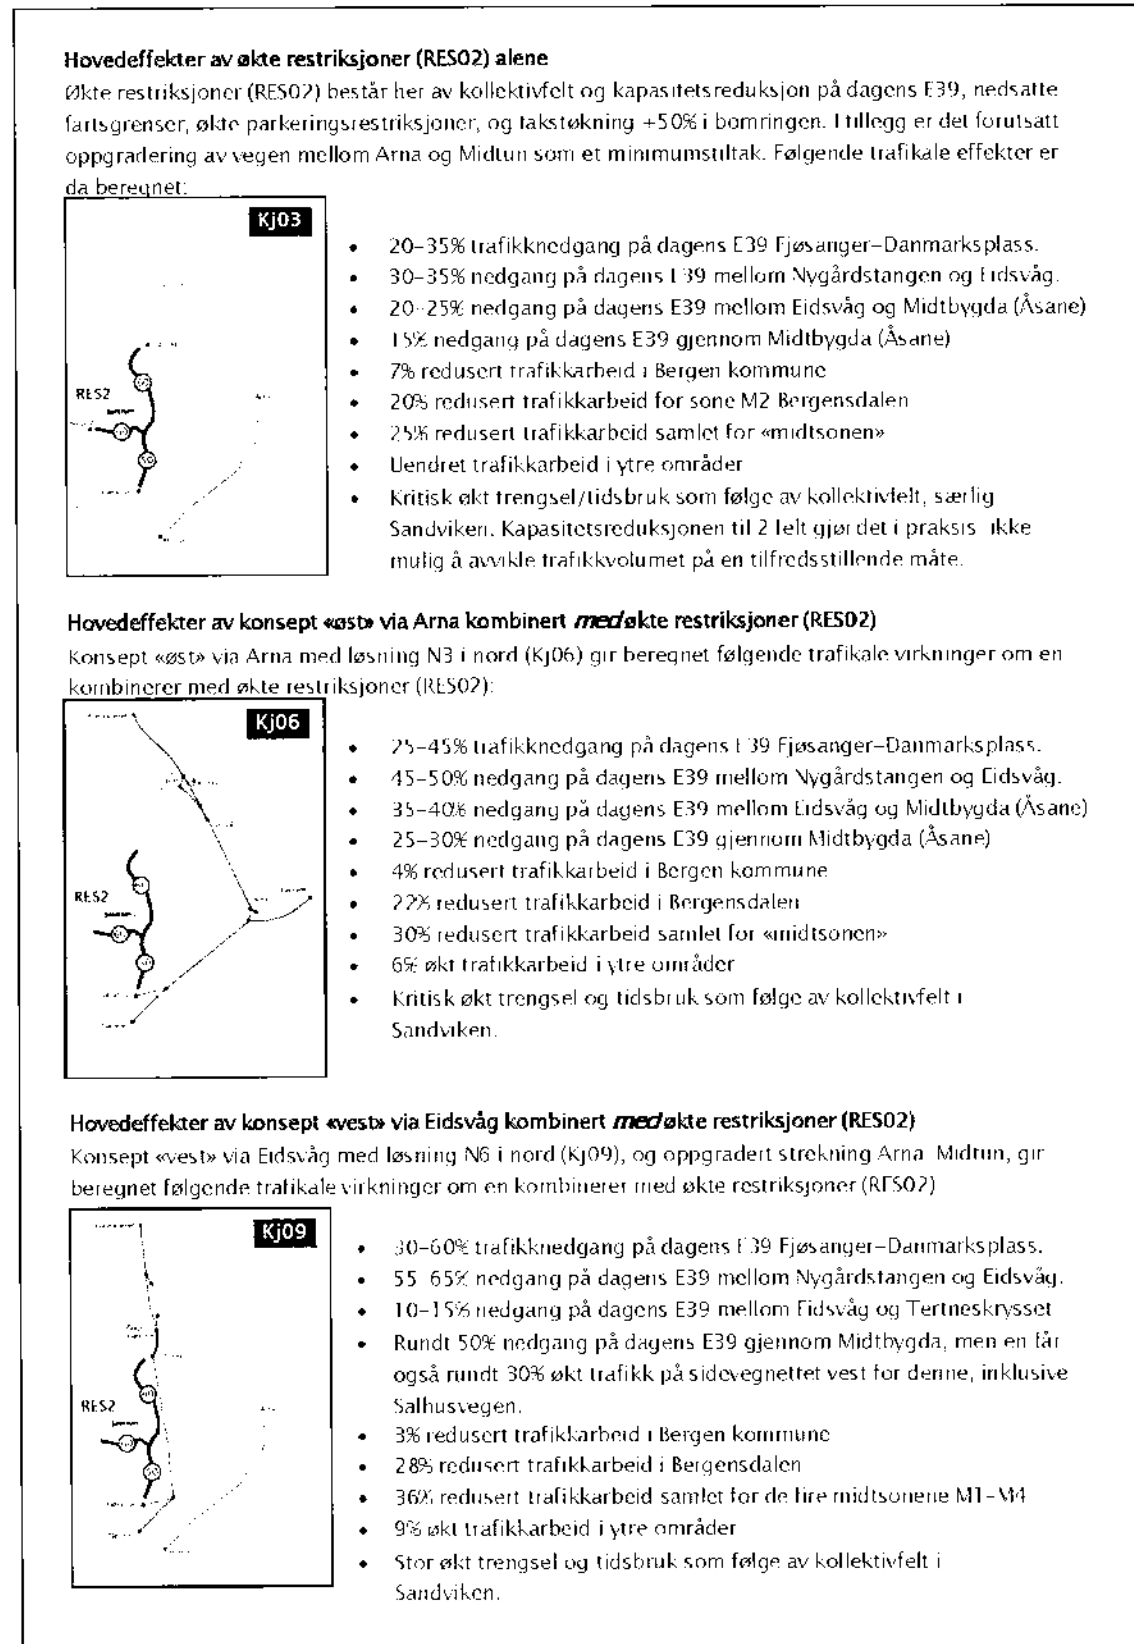 Hovedeffekter av økte restriksjoner (RES02) alene
Økte restriksjoner (RES02) består her av kollektivfelt og kapasitetsreduksjon på dagens E39, nedsatte
fartsgrenser, økte parkeringsrestriksjoner, og takstøkning +50% i bomringen. I tillegg er det forutsatt
oppgradering av vegen mellom Arna og Midtun som et minimumstiltak. Følgende trafikale effekter er
da beregnet:
Kj03
RES2
• 20–35% trafikknedgang på dagens E39 Fjøsanger–Danmarksplass.
• 30–35% nedgang på dagens E39 mellom Nygårdstangen og Eidsvåg.
• 20–25% nedgang på dagens E39 mellom Eidsvåg og Midtbygda (Åsane)
• 15% nedgang på dagens E39 gjennom Midtbygda (Åsane)
• 7% redusert trafikkarbeid i Bergen kommune
• 20% redusert trafikkarbeid for sone M2 Bergensdalen
• 25% redusert trafikkarbeid samlet for «midtsonen»
• Uendret trafikkarbeid i ytre områder
• Kritisk økt trengsel/tidsbruk som følge av kollektivfelt, særlig
Sandviken. Kapasitetsreduksjonen til 2 felt gjør det i praksis ikke
mulig å avvikle trafikkvolumet på en tilfredsstillende måte.
Hovedeffekter av konsept «øst» via Arna kombinert med økte restriksjoner (RES02)
Konsept «øst» via Arna med løsning N3 i nord (Kj06) gir beregnet følgende trafikale virkninger om en
kombinerer med økte restriksjoner (RES02):
Kj06
RES2
• 25–45% trafikknedgang på dagens E39 Fjøsanger–Danmarksplass.
• 45–50% nedgang på dagens E39 mellom Nygårdstangen og Eidsvåg.
• 35–40% nedgang på dagens E39 mellom Eidsvåg og Midtbygda (Åsane)
• 25–30% nedgang på dagens E39 gjennom Midtbygda (Åsane)
• 4% redusert trafikkarbeid i Bergen kommune
• 22% redusert trafikkarbeid i Bergensdalen
• 30% redusert trafikkarbeid samlet for «midtsonen»
• 6% økt trafikkarbeid i ytre områder
• Kritisk økt trengsel og tidsbruk som følge av kollektivfelt i
Sandviken.
Hovedeffekter av konsept «vest» via Eidsvåg kombinert med økte restriksjoner (RES02)
Konsept «vest» via Eidsvåg med løsning N6 i nord (Kj09), og oppgradert strekning Arna Midtun, gir
beregnet følgende trafikale virkninger om en kombinerer med økte restriksjoner (RES02)
Kj09
RES2
• 30–60% trafikknedgang på dagens E39 Fjøsanger–Danmarksplass.
• 55–65% nedgang på dagens E39 mellom Nygårdstangen og Eidsvåg.
• 10–15% nedgang på dagens E39 mellom Eidsvåg og Tertneskrysset
• Rundt 50% nedgang på dagens E39 gjennom Midtbygda, men en får
også rundt 30% økt trafikk på sidevegnettet vest for denne, inklusive
Salhusvegen.
• 3% redusert trafikkarbeid i Bergen kommune
• 28% redusert trafikkarbeid i Bergensdalen
• 36% redusert trafikkarbeid samlet for de fire midtsonene M1–M4
• 9% økt trafikkarbeid i ytre områder
• Stor økt trengsel og tidsbruk som følge av kollektivfelt i
Sandviken.